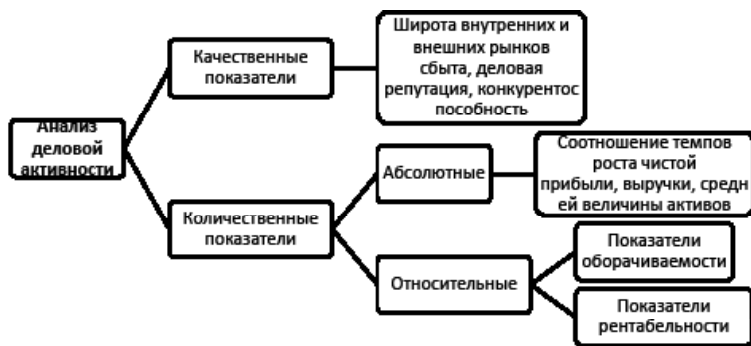 Качественные
показатели
Широта внутренних и
внешних рынков
сбыта, деловая
репутация, конкурентос
пособность
Анализ
деловой
активности
Количественные
показатели
Абсолютные
Соотношение темпов
роста чистой
прибыли, выручки, средн
ей величины активов
Относительные
Показатели
оборачиваемости
Показатели
рентабельности